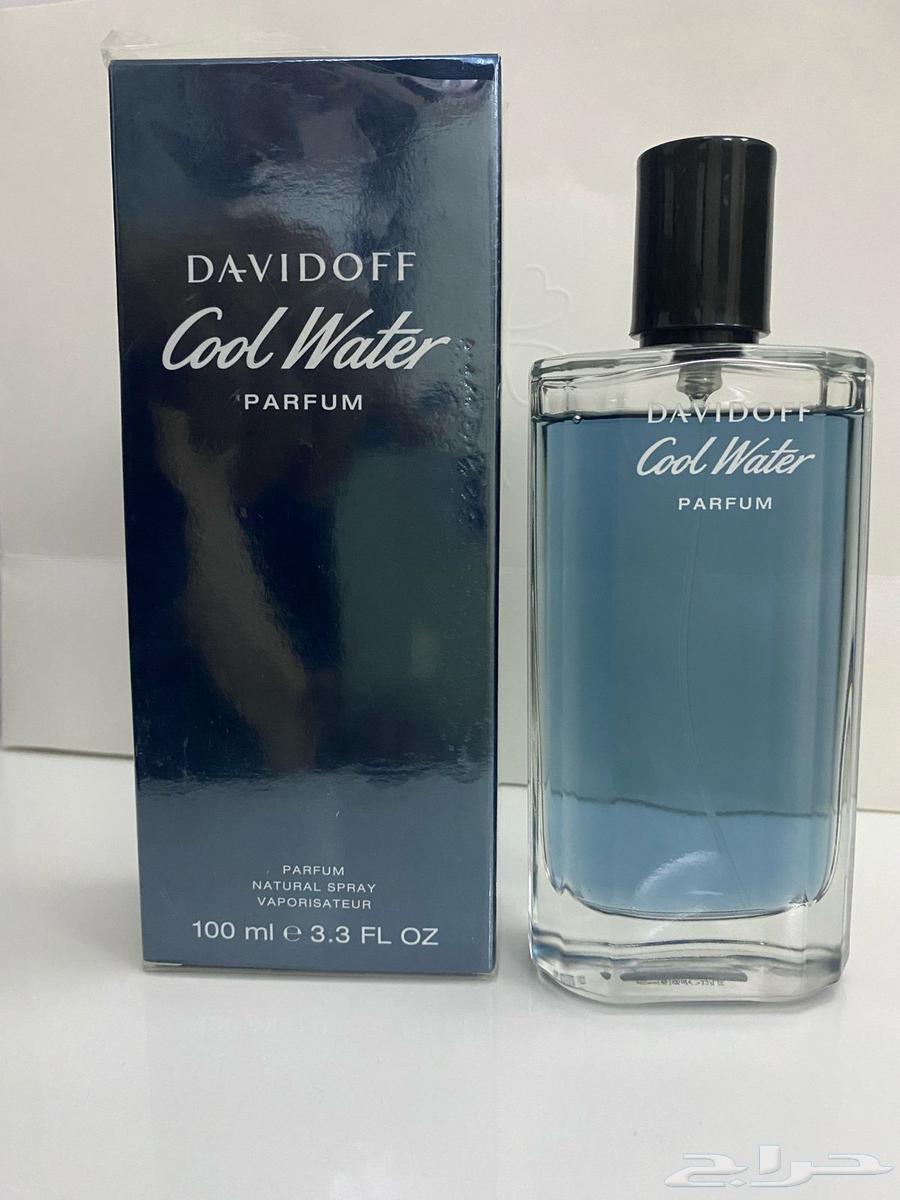 DAVIDOFF
Cool Water
PARFUM
PARFUM
NATURAL SPRAY
VAPORISATEUR
100 ml e 3.3 FL OZ
DAVIDOFF
Cool Water
PARFUM
حراج